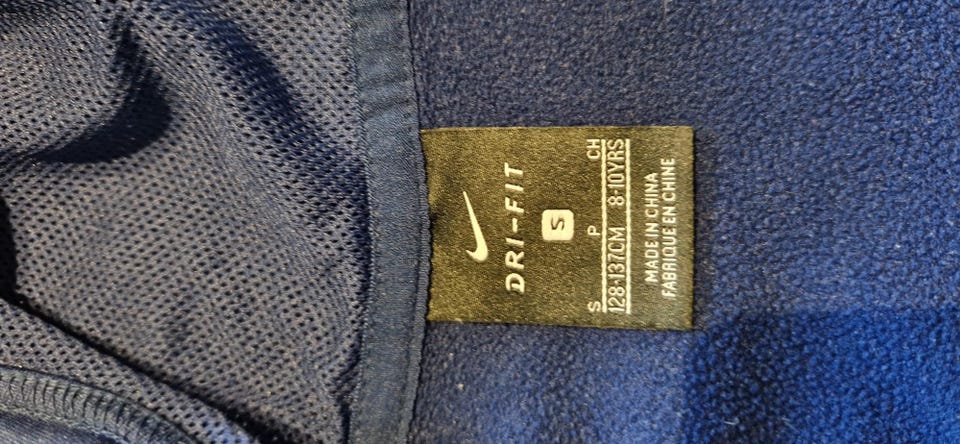 DRI-FIT
S
S P CH
128-137CM 8-10YRS
MADE IN CHINA
FABRIQUE EN CHINE